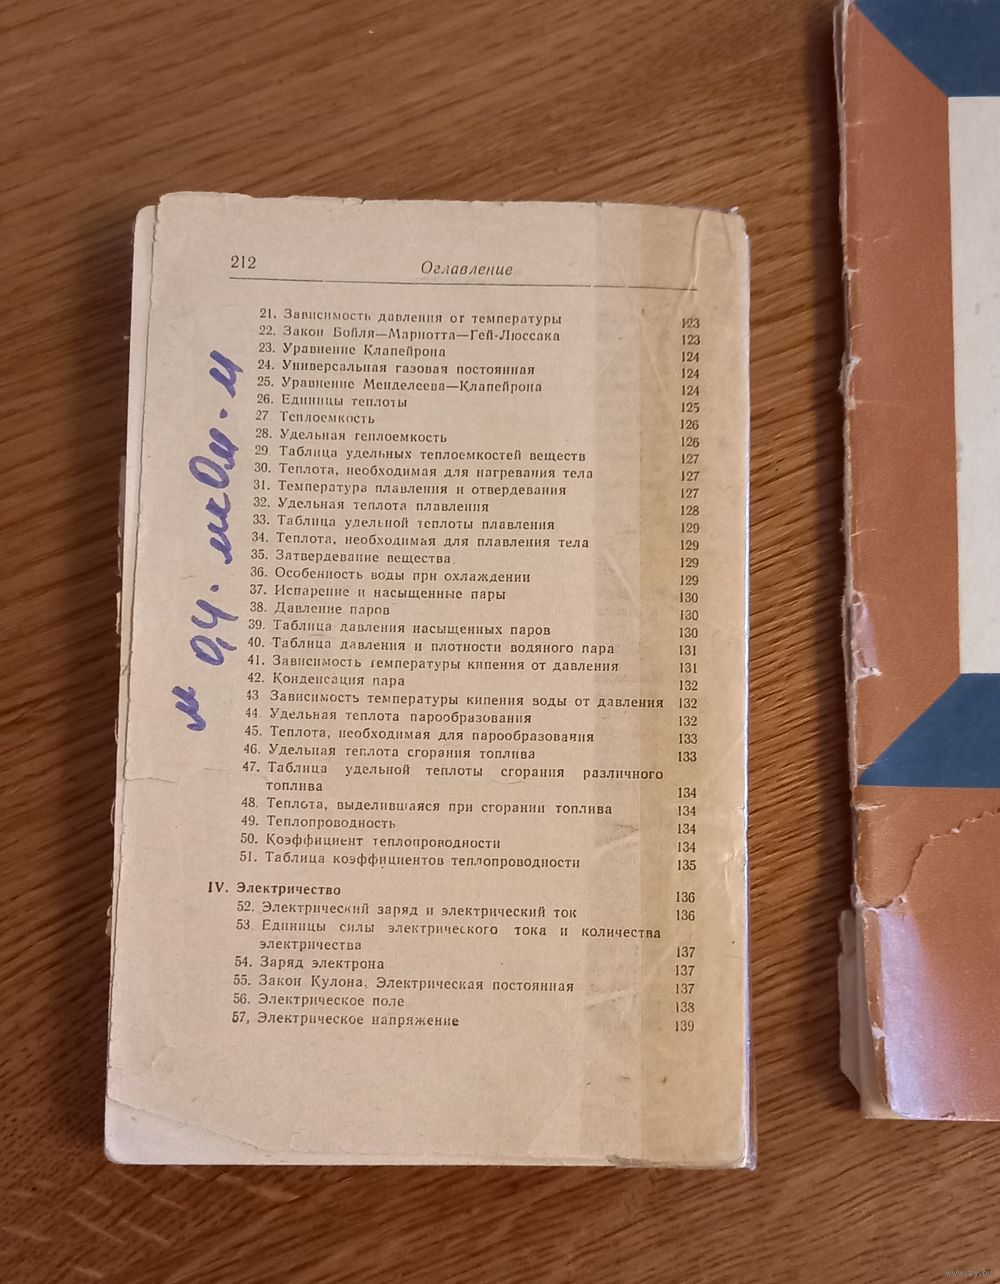 212
Оглавление
21. Зависимость давления от температуры 123
22. Закон Бойля—Мариотта—Гей-Люссака 123
23. Уравнение Клапейрона 124
24. Универсальная газовая постоянная 124
25. Уравнение Менделеева—Клапейрона 124
26. Единицы теплоты 125
27 Теплоемкость 126
28. Удельная теплоемкость 126
29. Таблица удельных теплоемкостей веществ 127
30. Теплота, необходимая для нагревания тела 127
31. Температура плавления и отвердевания 127
32. Удельная теплота плавления 128
33. Таблица удельной теплоты плавления 129
34. Теплота, необходимая для плавления тела 129
35. Затвердевание вещества 129
36. Особенность воды при охлаждении 129
37. Испарение и насыщенные пары 130
38. Давление паров 130
39. Таблица давления насыщенных паров 130
40. Таблица давления и плотности водяного пара 131
41. Зависимость температуры кипения от давления 131
42. Конденсация пара 132
43. Зависимость температуры кипения воды от давления 132
44. Удельная теплота парообразования 132
45. Теплота, необходимая для парообразования 133
46. Удельная теплота сгорания топлива 133
47. Таблица удельной теплоты сгорания различного
топлива 134
48. Теплота, выделившаяся при сгорании топлива 134
49. Теплопроводность 134
50. Коэффициент теплопроводности 134
51. Таблица коэффициентов теплопроводности 135
IV. Электричество 136
52. Электрический заряд и электрический ток 136
53. Единицы силы электрического тока и количества
электричества 137
54. Заряд электрона 137
55. Закон Кулона. Электрическая постоянная 137
56. Электрическое поле 138
57, Электрическое напряжение 139
м 0,4 · мкОм · м